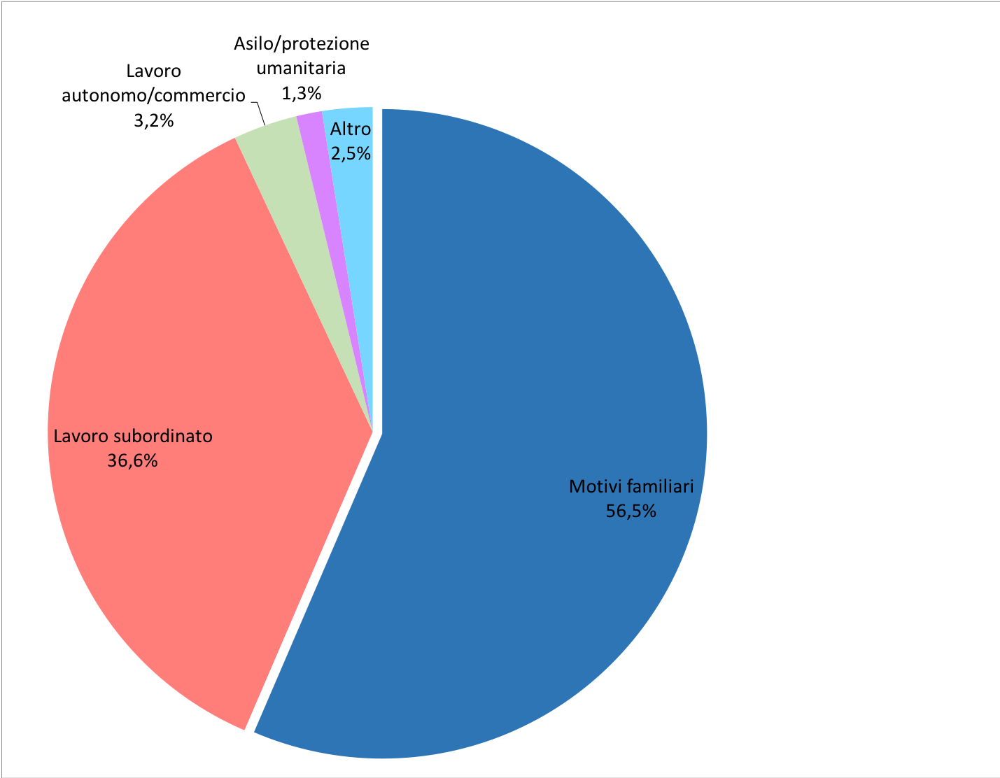 Asilo/protezione
umanitaria
1,3%
Lavoro
autonomo/commercio
3,2%
Altro
2,5%
Lavoro subordinato
36,6%
Motivi familiari
56,5%